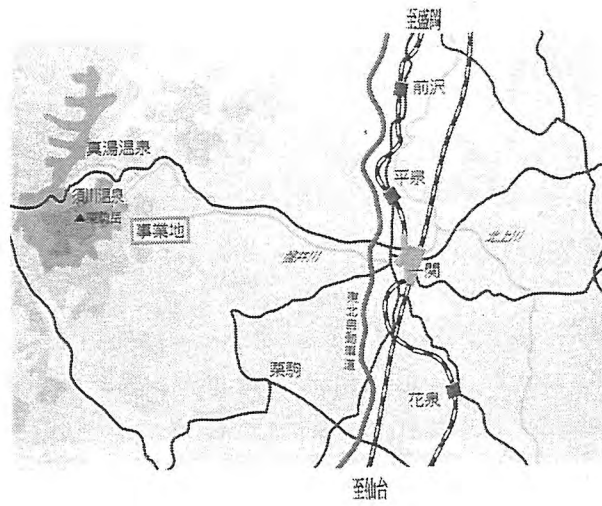 至盛岡
前沢
真湯温泉
平泉
須川温泉
▲栗駒岳
事業地
磐井川
北上川
一関
東北自動車道
栗駒
花泉
至仙台